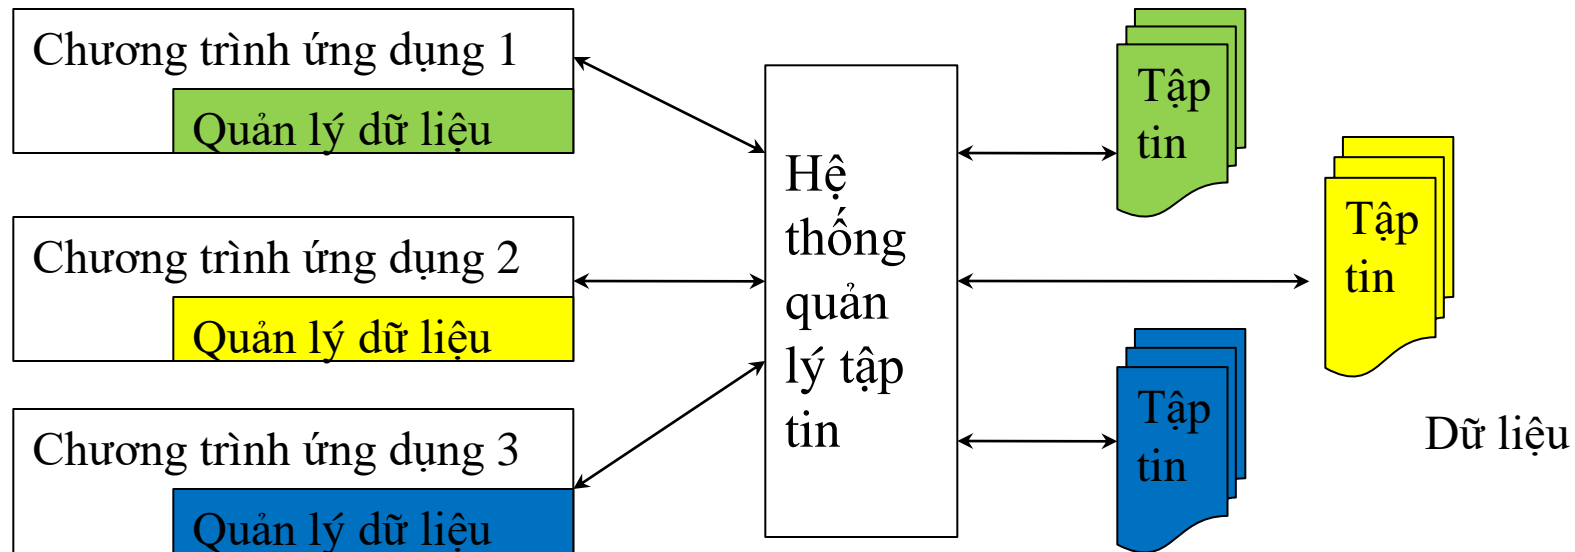 Chương trình ứng dụng 1
Quản lý dữ liệu
Chương trình ứng dụng 2
Quản lý dữ liệu
Chương trình ứng dụng 3
Quản lý dữ liệu
Hệ
thống
quản
lý tập
tin
Tập
tin
Tập
tin
Tập
tin
Dữ liệu